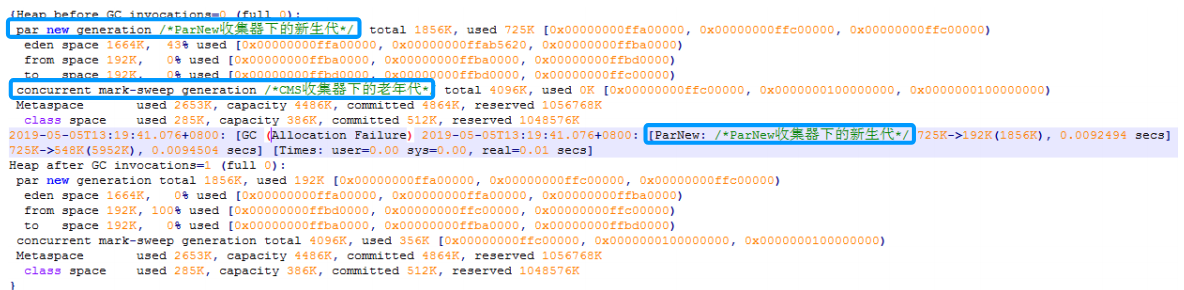 {Heap before GC invocations=0 (full 0):
par new generation /*ParNew收集器下的新生代*/ total 1856K, used 725K [0x00000000ffa00000, 0x00000000ffc00000, 0x00000000ffc00000)
eden space 1664K, 43% used [0x00000000ffa00000, 0x00000000ffab5620, 0x00000000ffba0000)
from space 192K, 0% used [0x00000000ffba0000, 0x00000000ffba0000, 0x00000000ffbd0000)
to space 192K, 0% used [0x00000000ffbd0000, 0x00000000ffbd0000, 0x00000000ffc00000)
concurrent mark-sweep generation /*CMS收集器下的老年代*/ total 4096K, used 0K [0x00000000ffc00000, 0x0000000100000000, 0x0000000100000000)
Metaspace used 2653K, capacity 4486K, committed 4864K, reserved 1056768K
class space used 285K, capacity 386K, committed 512K, reserved 1048576K
2019-05-05T13:19:41.076+0800: [GC (Allocation Failure) 2019-05-05T13:19:41.076+0800: [ParNew: /*ParNew收集器下的新生代*/ 725K->192K(1856K), 0.0092494 secs]
725K->548K(5952K), 0.0094504 secs] [Times: user=0.00 sys=0.00, real=0.01 secs]
Heap after GC invocations=1 (full 0):
par new generation total 1856K, used 192K [0x00000000ffa00000, 0x00000000ffc00000, 0x00000000ffc00000)
eden space 1664K, 0% used [0x00000000ffa00000, 0x00000000ffa00000, 0x00000000ffba0000)
from space 192K, 100% used [0x00000000ffbd0000, 0x00000000ffc00000, 0x00000000ffc00000)
to space 192K, 0% used [0x00000000ffba0000, 0x00000000ffba0000, 0x00000000ffbd0000)
concurrent mark-sweep generation total 4096K, used 356K [0x00000000ffc00000, 0x0000000100000000, 0x0000000100000000)
Metaspace used 2653K, capacity 4486K, committed 4864K, reserved 1056768K
class space used 285K, capacity 386K, committed 512K, reserved 1048576K
}